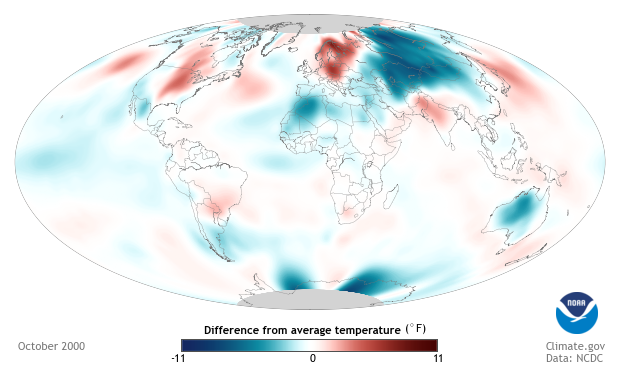 NOAA
Difference from average temperature (°F)
October 2000
-11 0 11
Climate.gov
Data: NCDC